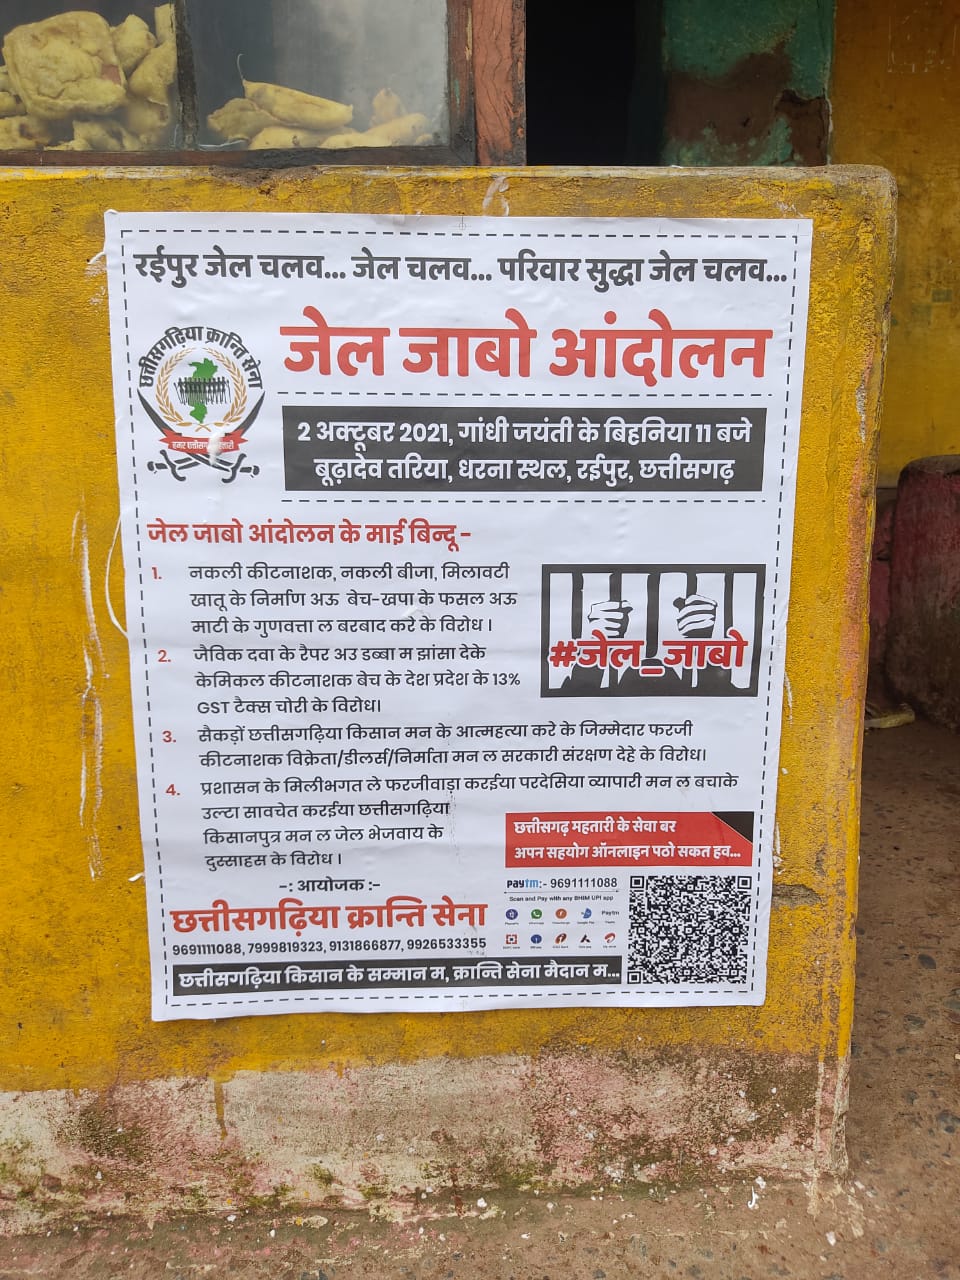 रईपुर जेल चलव... जेल चलव... परिवार सुद्धा जेल चलव...
छत्तीसगढ़िया क्रान्ति सेना
जेल जाबो आंदोलन
2 अक्टूबर 2021, गांधी जयंती के बिहनिया 11 बजे
बूढ़ादेव तरिया, धरना स्थल, रईपुर, छत्तीसगढ़
जेल जाबो आंदोलन के माई बिन्दू -
1. नकली कीटनाशक, नकली बीजा, मिलावटी
खातू के निर्माण अऊ बेच-खपा के फसल अऊ
माटी के गुणवत्ता ल बरबाद करे के विरोध ।
#जेल_जाबो
2. जैविक दवा के रैपर अउ डब्बा म झांसा देके
केमिकल कीटनाशक बेच के देश प्रदेश के 13%
GST टैक्स चोरी के विरोध।
3. सैकड़ों छत्तीसगढ़िया किसान मन के आत्महत्या करे के जिम्मेदार फरजी
कीटनाशक विक्रेता/डीलर्स/निर्माता मन ल सरकारी संरक्षण देहे के विरोध।
4. प्रशासन के मिलीभगत ले फरजीवाड़ा करईया परदेसिया व्यापारी मन ल बचाके
उल्टा सावचेत करईया छत्तीसगढ़िया
किसानपुत्र मन ल जेल भेजवाय के
दुस्साहस के विरोध ।
छत्तीसगढ़ महतारी के सेवा बर
अपन सहयोग ऑनलाइन पठो सकत हव...
-: आयोजक :-
छत्तीसगढ़िया क्रान्ति सेना
9691111088, 7999819323, 9131866877, 9926533355
Paytm:- 9691111088
Scan and Pay with any BHIM UPI app
Paytm
छत्तीसगढ़िया किसान के सम्मान म, क्रान्ति सेना मैदान म...